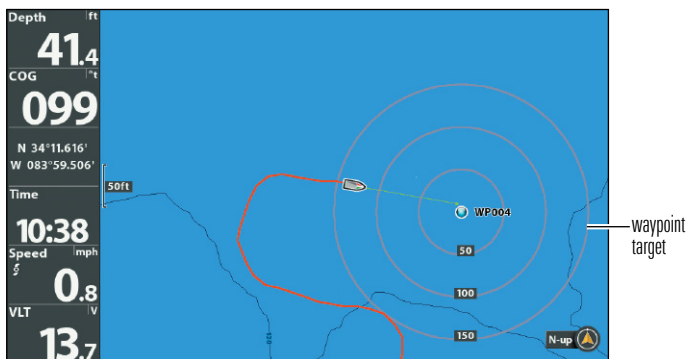 Depth ft
41.4
COG °t
099
N 34°11.616'
W 083°59.506'
Time
10:38
Speed mph
0.8
VLT V
13.7
50ft
WP004
50
100
150
N-up
waypoint
target